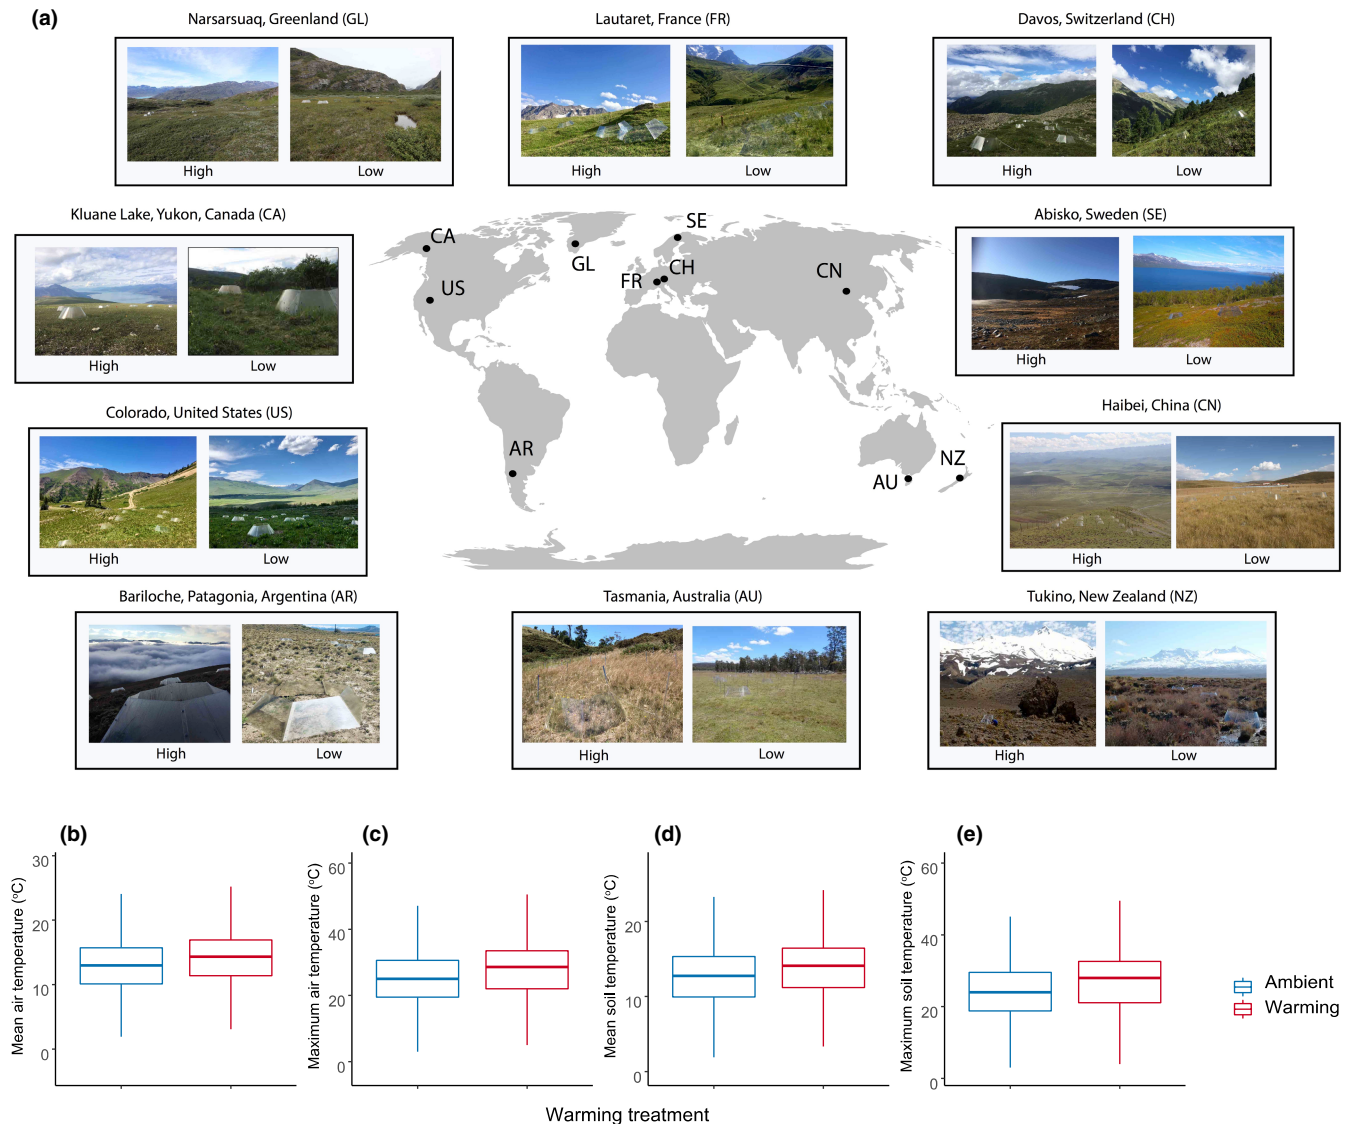 (a)
Narsarsuaq, Greenland (GL)
High
Low
Lautaret, France (FR)
High
Low
Davos, Switzerland (CH)
High
Low
Kluane Lake, Yukon, Canada (CA)
High
Low
Abisko, Sweden (SE)
High
Low
CA
GL
SE
US
FR
CH
CN
AR
AU
NZ
Colorado, United States (US)
High
Low
Haibei, China (CN)
High
Low
Bariloche, Patagonia, Argentina (AR)
High
Low
Tasmania, Australia (AU)
High
Low
Tukino, New Zealand (NZ)
High
Low
(b)
Mean air temperature (°C)
30
20
10
0
(c)
Maximum air temperature (°C)
60
40
20
0
(d)
Mean soil temperature (°C)
20
10
0
(e)
Maximum soil temperature (°C)
60
40
20
0
Ambient
Warming
Warming treatment